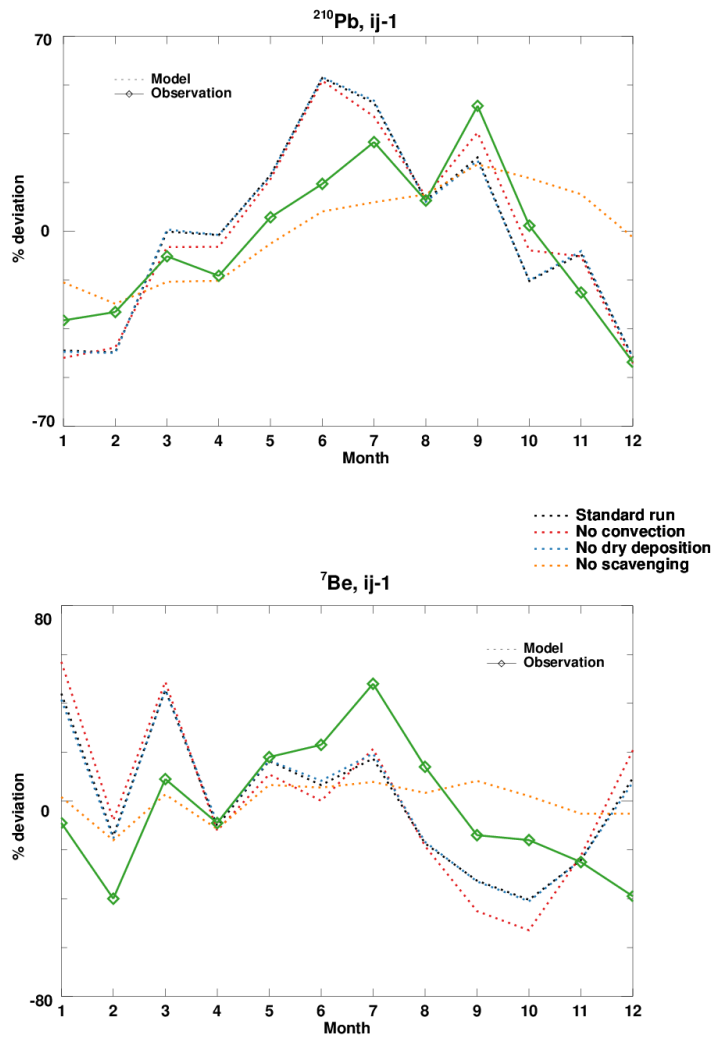 ²¹⁰Pb, ij-1
70
Model
Observation
% deviation
0
-70
1 2 3 4 5 6 7 8 9 10 11 12
Month
Standard run
No convection
No dry deposition
No scavenging
⁷Be, ij-1
80
Model
Observation
% deviation
0
-80
1 2 3 4 5 6 7 8 9 10 11 12
Month